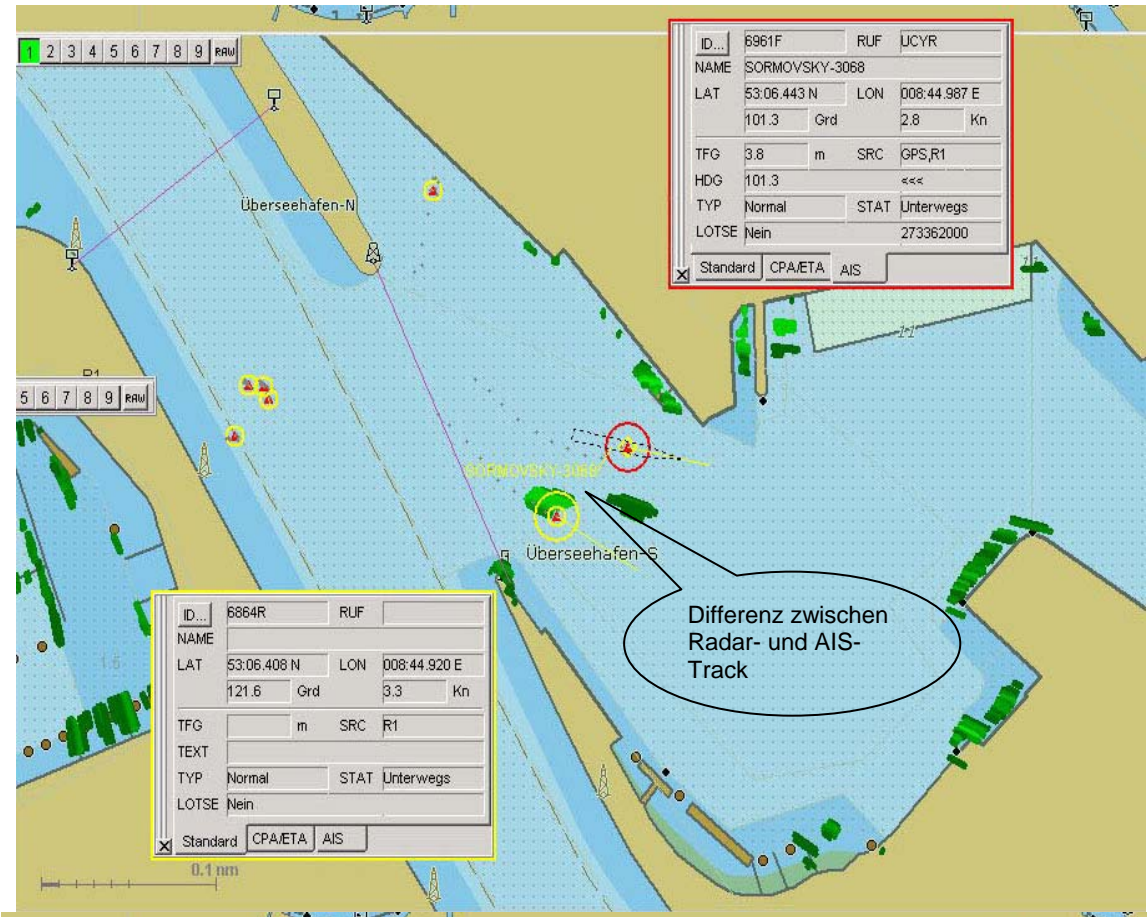 1 2 3 4 5 6 7 8 9 RAW
ID... 6961F RUF UCYR
NAME SORMOVSKY-3068
LAT 53:06.443 N LON 008:44.987 E
101.3 Grd 2.8 Kn
TFG 3.8 m SRC GPS,R1
HDG 101.3 <<<
TYP Normal STAT Unterwegs
LOTSE Nein 273362000
Standard CPA/ETA AIS
Überseehafen-N
11
11
5 6 7 8 9 RAW
SORMOVSKY-3068
Überseehafen-S
Differenz zwischen
Radar- und AIS-
Track
ID... 6864R RUF
NAME
LAT 53:06.408 N LON 008:44.920 E
121.6 Grd 3.3 Kn
TFG m SRC R1
TEXT
TYP Normal STAT Unterwegs
LOTSE Nein
Standard CPA/ETA AIS
1.5
0.1 nm